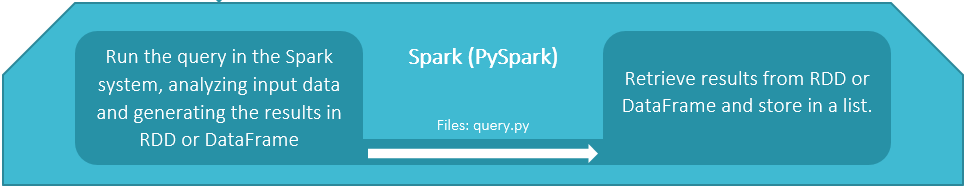 Run the query in the Spark
system, analyzing input data
and generating the results in
RDD or DataFrame
Spark (PySpark)
Files: query.py
Retrieve results from RDD or
DataFrame and store in a list.